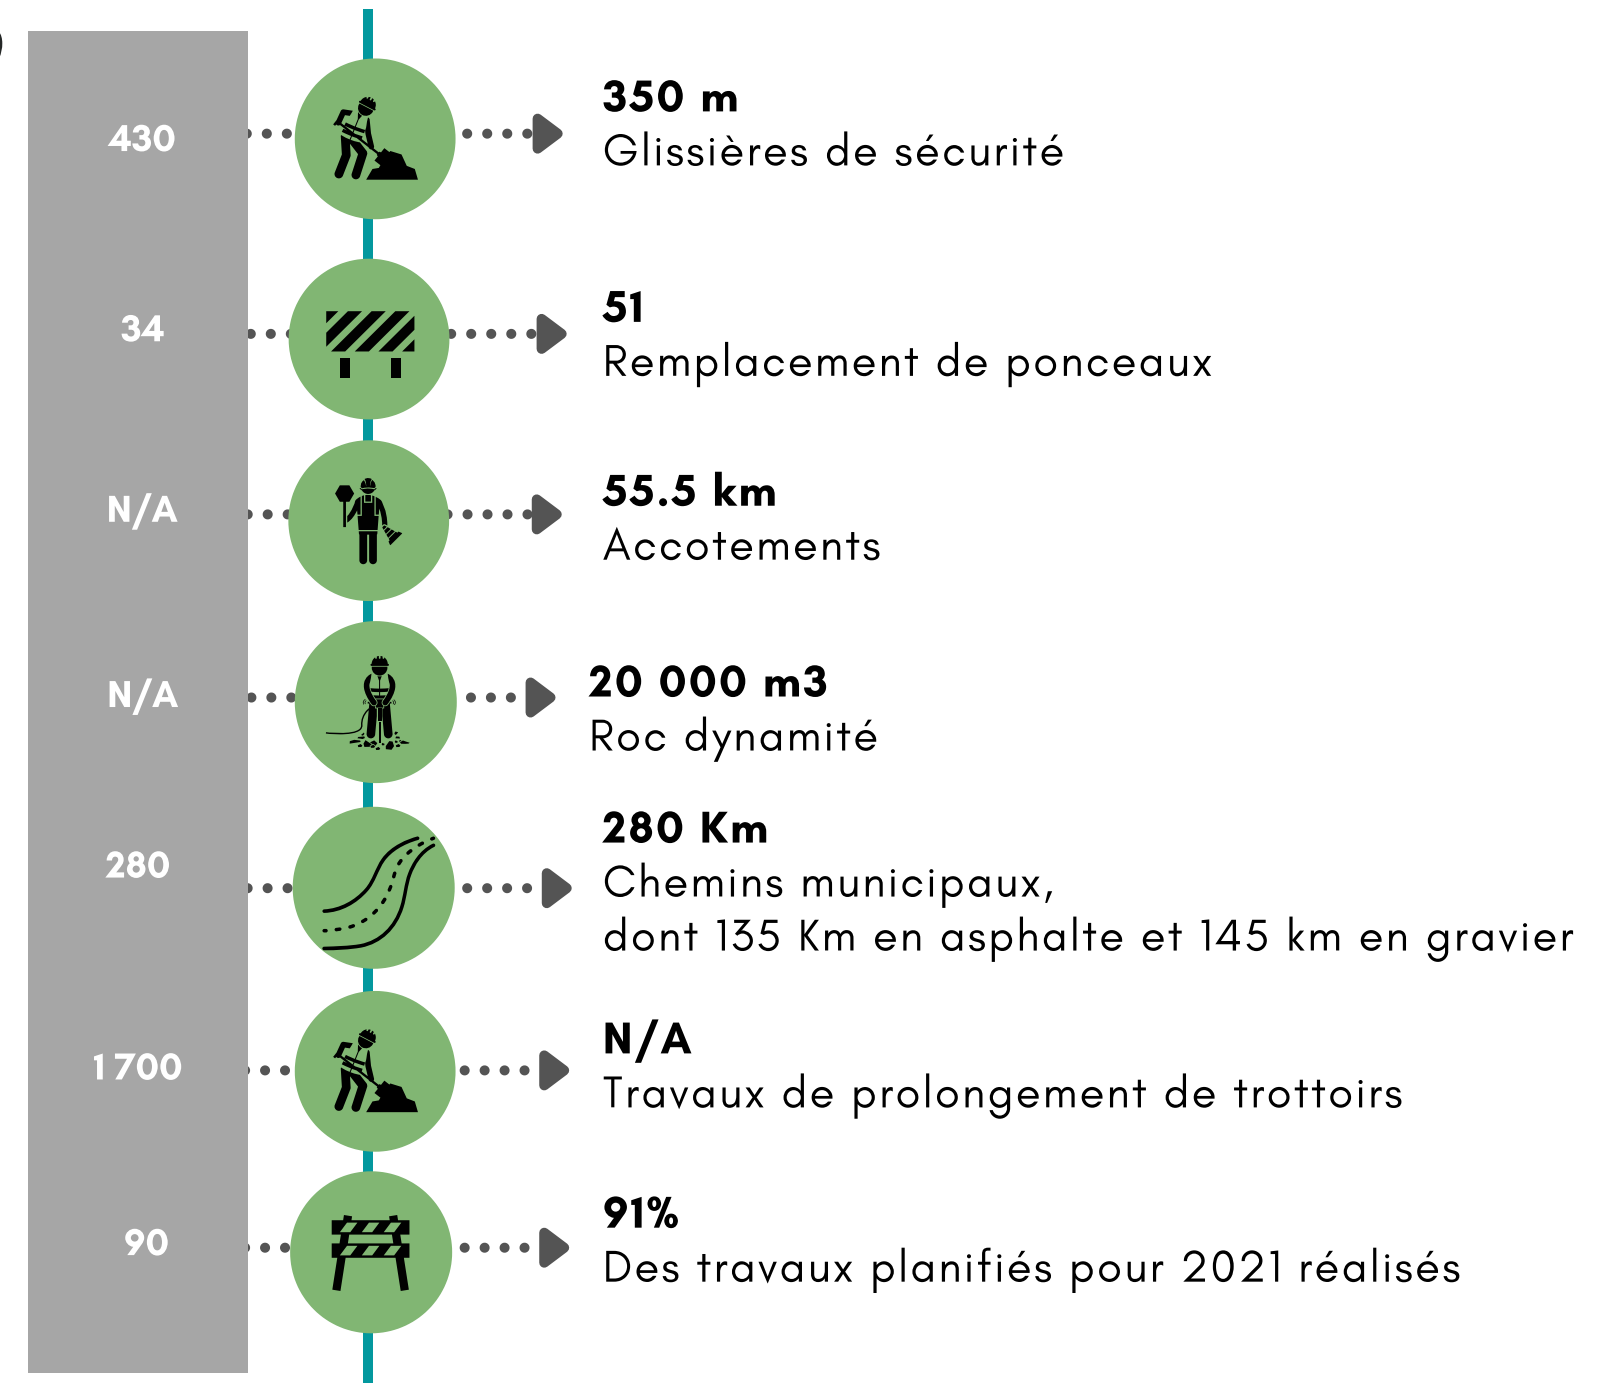 430
350 m
Glissières de sécurité
34
51
Remplacement de ponceaux
N/A
55.5 km
Accotements
N/A
20 000 m3
Roc dynamité
280
280 Km
Chemins municipaux,
dont 135 Km en asphalte et 145 km en gravier
1 700
N/A
Travaux de prolongement de trottoirs
90
91%
Des travaux planifiés pour 2021 réalisés